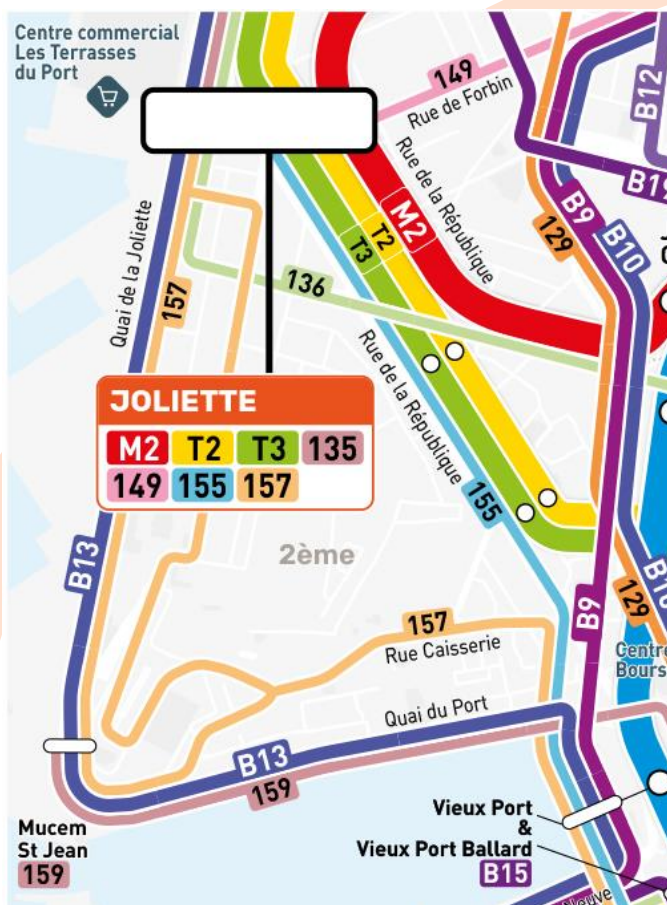 Centre commercial
Les Terrasses
du Port
149
Rue de Forbin
B12
B19
Rue de la République
M2
T2
T3
B9
129
B10
Quai de la Joliette
157
136
Rue de la République
JOLIETTE
M2 T2 T3 135
149 155 157
155
2ème
B13
B9
129
157
Rue Caisserie
Centre
Bours
Quai du Port
B13
159
Mucem
St Jean
159
Vieux Port
&
Vieux Port Ballard
B15
Neuve